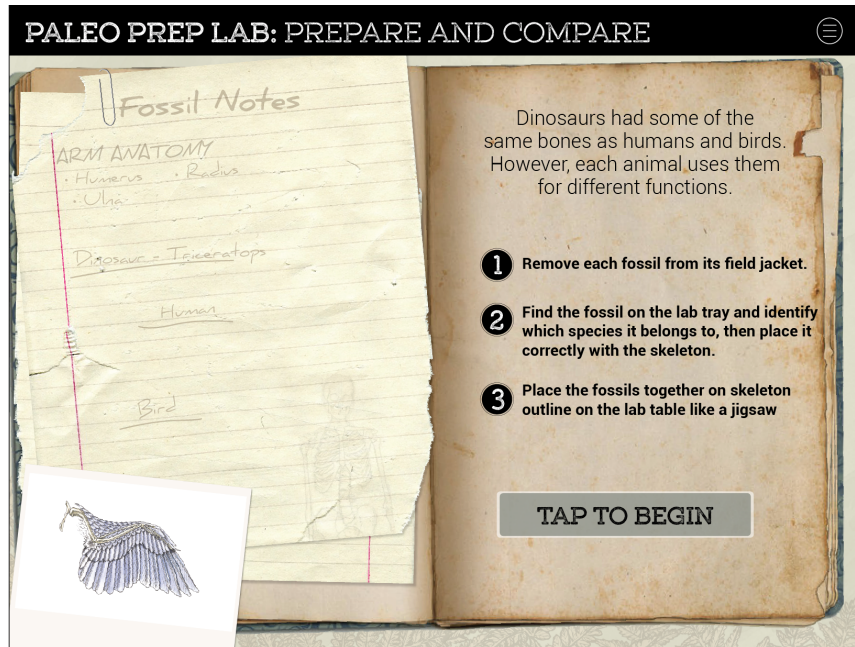 PALEO PREP LAB: PREPARE AND COMPARE
Fossil Notes
ARM ANATOMY
· Humerus · Radius
· Ulna
Dinosaur - Triceratops
Human
Bird
Dinosaurs had some of the
same bones as humans and birds.
However, each animal uses them
for different functions.
1 Remove each fossil from its field jacket.
2 Find the fossil on the lab tray and identify
which species it belongs to, then place it
correctly with the skeleton.
3 Place the fossils together on skeleton
outline on the lab table like a jigsaw
TAP TO BEGIN